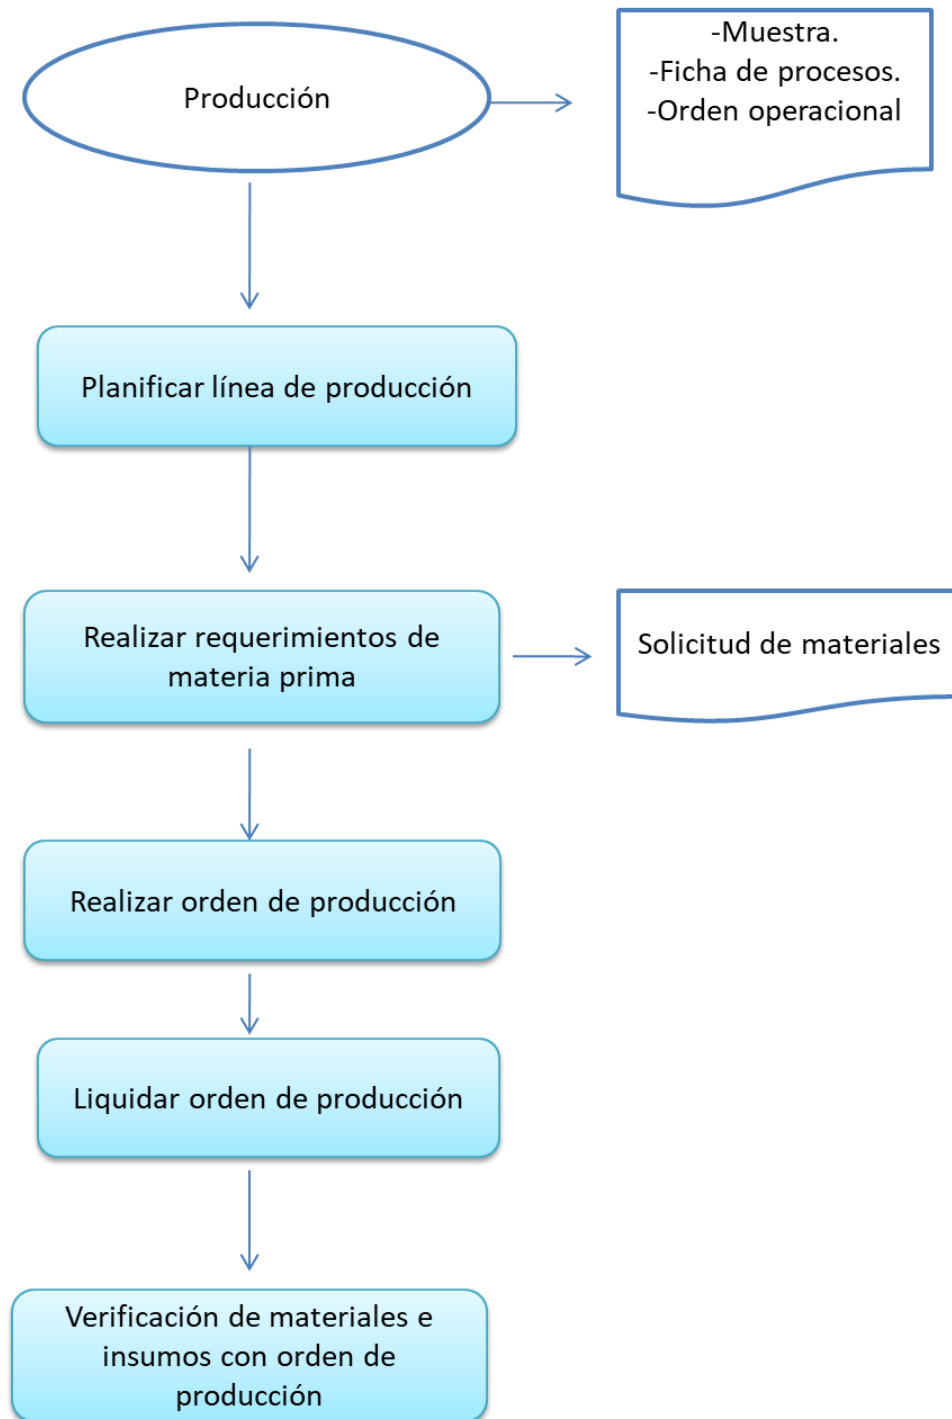 Producción
-Muestra.
-Ficha de procesos.
-Orden operacional
Planificar línea de producción
Realizar requerimientos de
materia prima
Solicitud de materiales
Realizar orden de producción
Liquidar orden de producción
Verificación de materiales e
insumos con orden de
producción